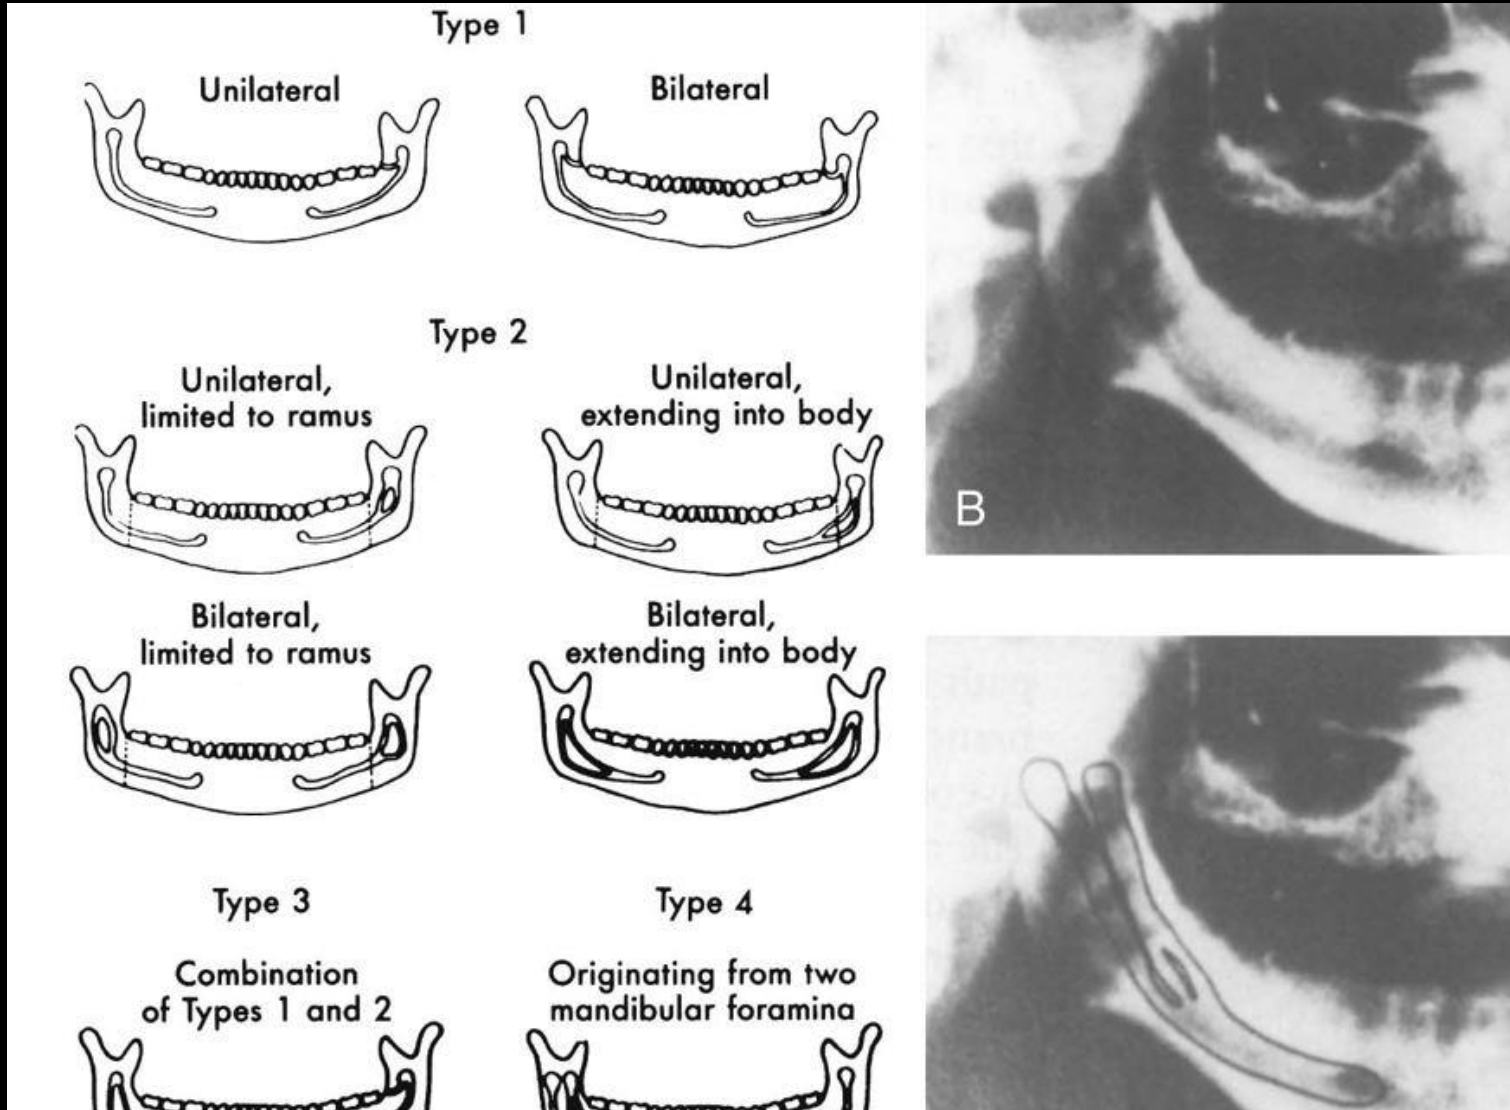 Type 1
Unilateral
Bilateral
Type 2
Unilateral,
limited to ramus
Unilateral,
extending into body
Bilateral,
limited to ramus
Bilateral,
extending into body
Type 3
Combination
of Types 1 and 2
Type 4
Originating from two
mandibular foramina
B